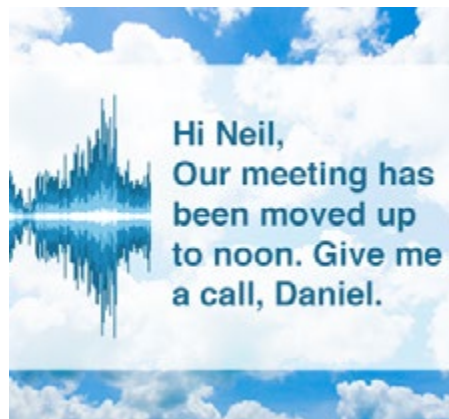 Hi Neil,
Our meeting has
been moved up
to noon. Give me
a call, Daniel.